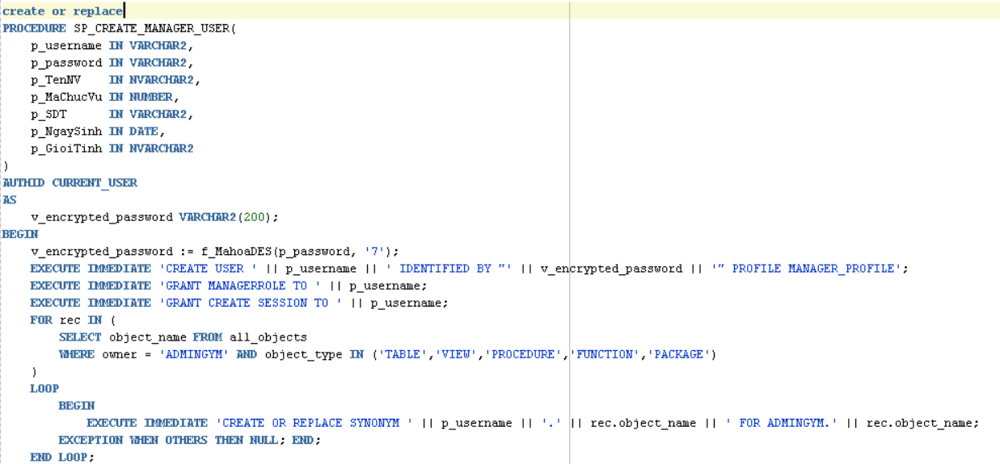 create or replace
PROCEDURE SP_CREATE_MANAGER_USER(
    p_username IN VARCHAR2,
    p_password IN VARCHAR2,
    p_TenNV    IN NVARCHAR2,
    p_MaChucVu IN NUMBER,
    p_SDT      IN VARCHAR2,
    p_NgaySinh IN DATE,
    p_GioiTinh IN NVARCHAR2
)
AUTHID CURRENT_USER
AS
    v_encrypted_password VARCHAR2(200);
BEGIN
    v_encrypted_password := f_MahoaDES(p_password, '7');
    EXECUTE IMMEDIATE 'CREATE USER ' || p_username || ' IDENTIFIED BY "' || v_encrypted_password || '" PROFILE MANAGER_PROFILE';
    EXECUTE IMMEDIATE 'GRANT MANAGERROLE TO ' || p_username;
    EXECUTE IMMEDIATE 'GRANT CREATE SESSION TO ' || p_username;
    FOR rec IN (
        SELECT object_name FROM all_objects
        WHERE owner = 'ADMINGYM' AND object_type IN ('TABLE','VIEW','PROCEDURE','FUNCTION','PACKAGE')
    )
    LOOP
        BEGIN
            EXECUTE IMMEDIATE 'CREATE OR REPLACE SYNONYM ' || p_username || '.' || rec.object_name || ' FOR ADMINGYM.' || rec.object_name;
        EXCEPTION WHEN OTHERS THEN NULL; END;
    END LOOP;